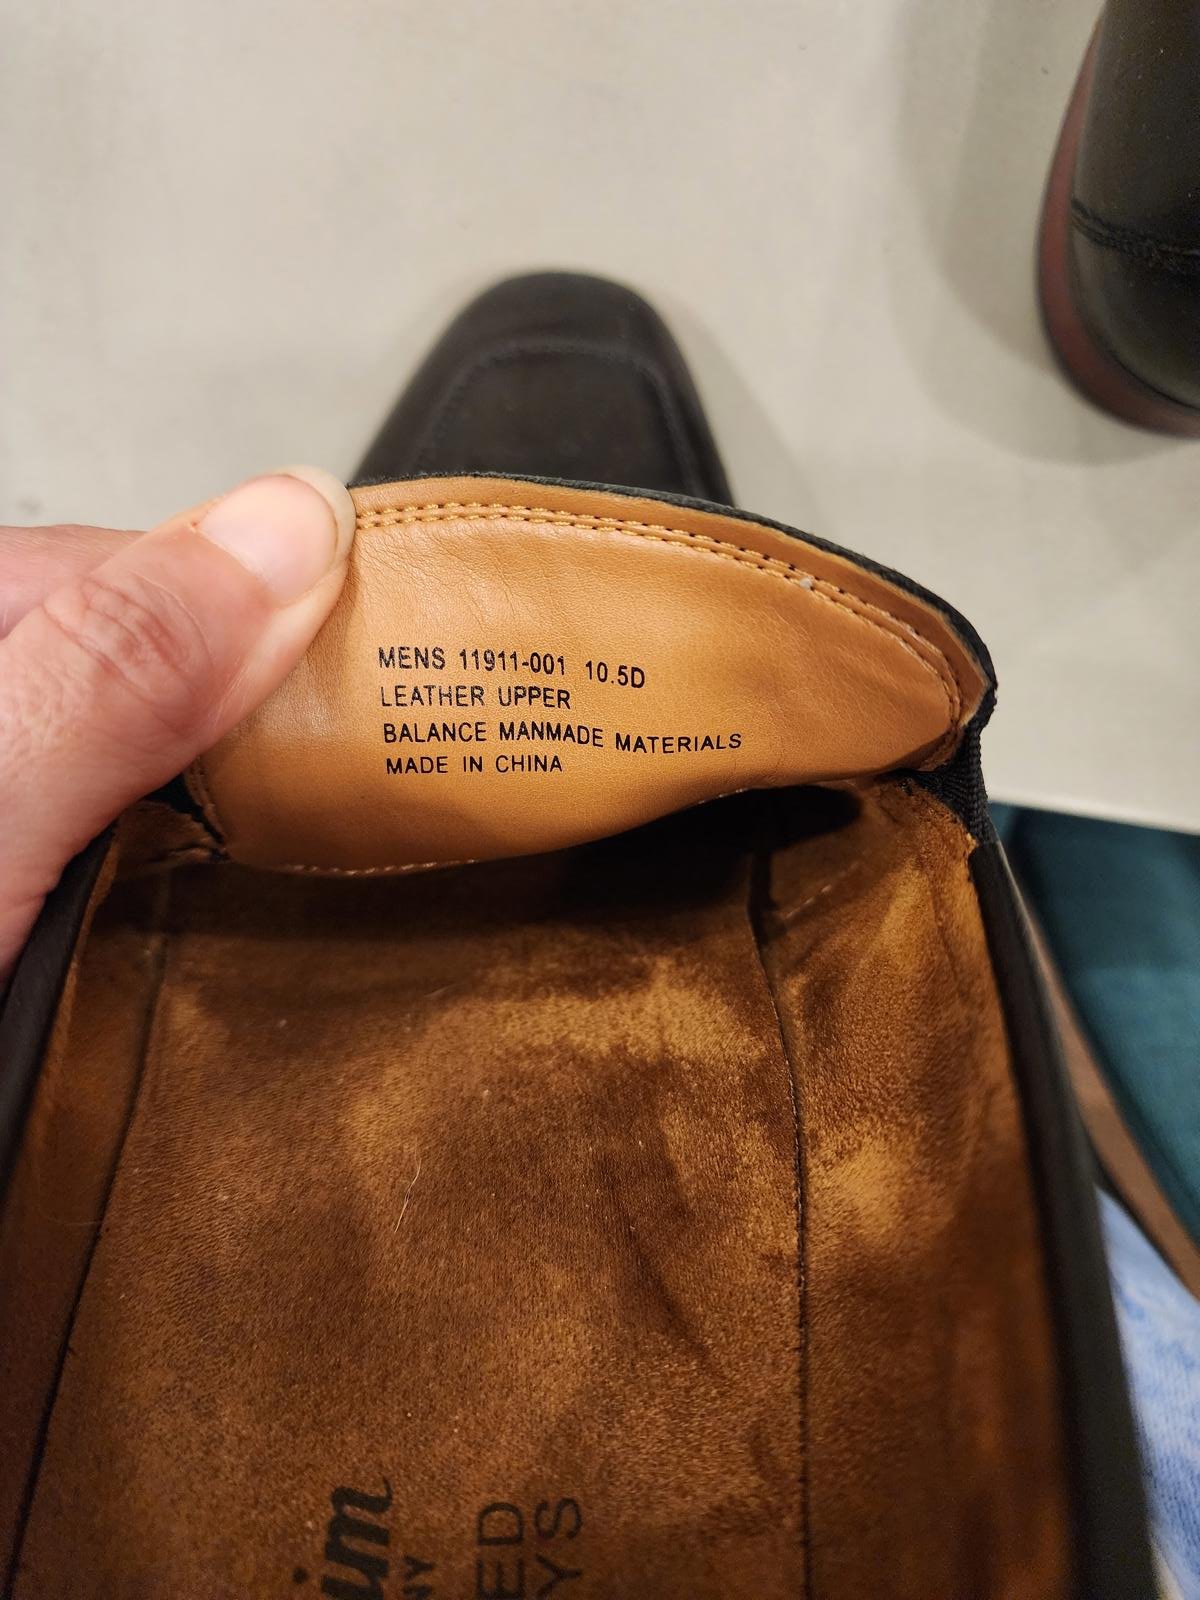 MENS 11911-001 10.5D
LEATHER UPPER
BALANCE MANMADE MATERIALS
MADE IN CHINA